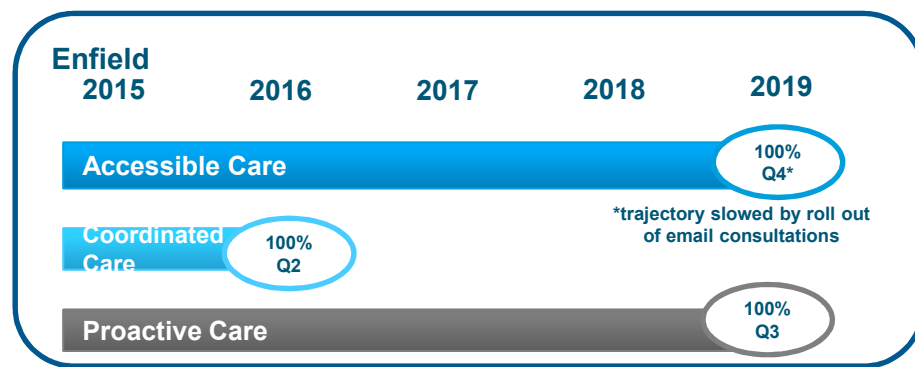 Enfield
2015 2016 2017 2018 2019
Accessible Care
100%
Q4*
*trajectory slowed by roll out
of email consultations
Coordinated
Care
100%
Q2
Proactive Care
100%
Q3